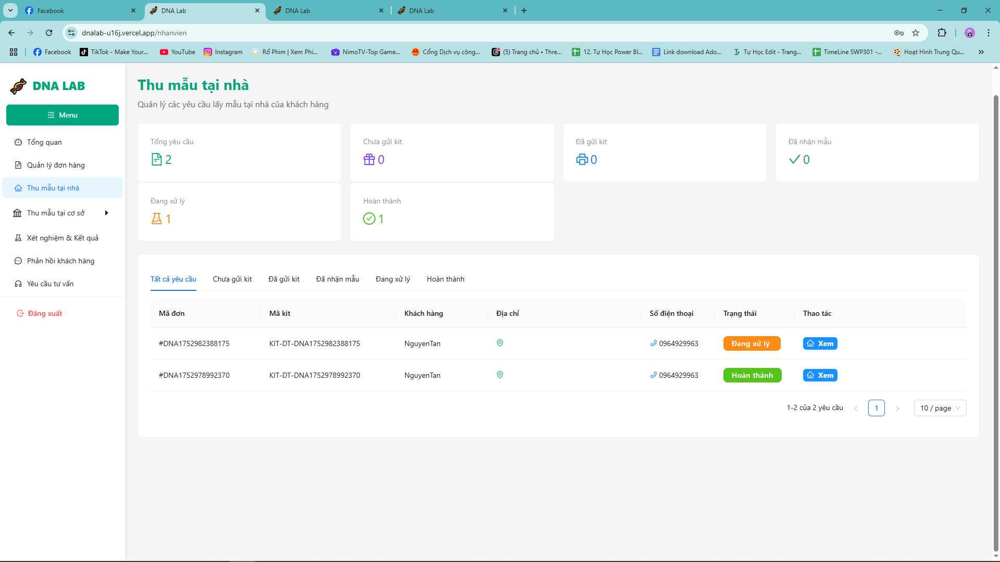 Facebook
DNA Lab
DNA Lab
DNA Lab
dnalab-u16j.vercel.app/nhanvien
Facebook
TikTok - Make Your...
YouTube
Instagram
Rổ Phim | Xem Phi...
NimoTV-Top Game...
Cổng Dịch vụ công...
(5) Trang chủ • Thre...
12. Tự Học Power BI...
Link download Ado...
Tự Học Edit - Trang...
TimeLine SWP301 -...
Hoạt Hình Trung Qu...
DNA LAB
Menu
Tổng quan
Quản lý đơn hàng
Thu mẫu tại nhà
Thu mẫu tại cơ sở
Xét nghiệm & Kết quả
Phản hồi khách hàng
Yêu cầu tư vấn
Đăng xuất
Thu mẫu tại nhà
Quản lý các yêu cầu lấy mẫu tại nhà của khách hàng
Tổng yêu cầu
2
Chưa gửi kit
0
Đã gửi kit
0
Đã nhận mẫu
0
Đang xử lý
1
Hoàn thành
1
Tất cả yêu cầu Chưa gửi kit Đã gửi kit Đã nhận mẫu Đang xử lý Hoàn thành
Mã đơn Mã kit Khách hàng Địa chỉ Số điện thoại Trạng thái Thao tác
#DNA1752982388175 KIT-DT-DNA1752982388175 NguyenTan 0964929963 Đang xử lý Xem
#DNA1752978992370 KIT-DT-DNA1752978992370 NguyenTan 0964929963 Hoàn thành Xem
1-2 của 2 yêu cầu < 1 > 10 / page